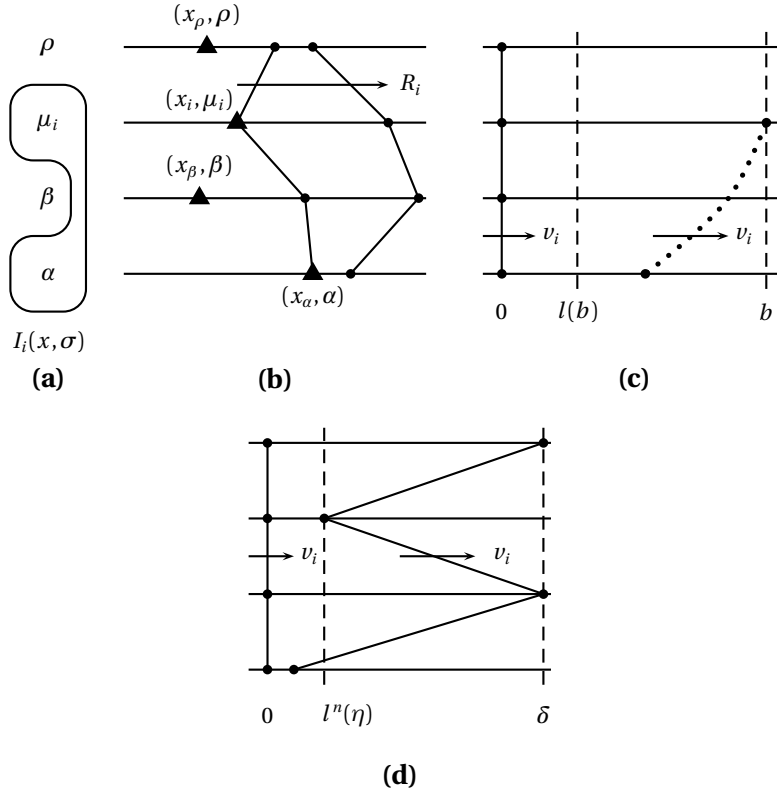 ρ
μ_i
β
α
I_i(x, σ)
(a)
(x_ρ, ρ)
R_i
(x_i, μ_i)
(x_β, β)
(x_α, α)
(b)
v_i
v_i
0
l(b)
b
(c)
v_i
v_i
0
l^n(η)
δ
(d)